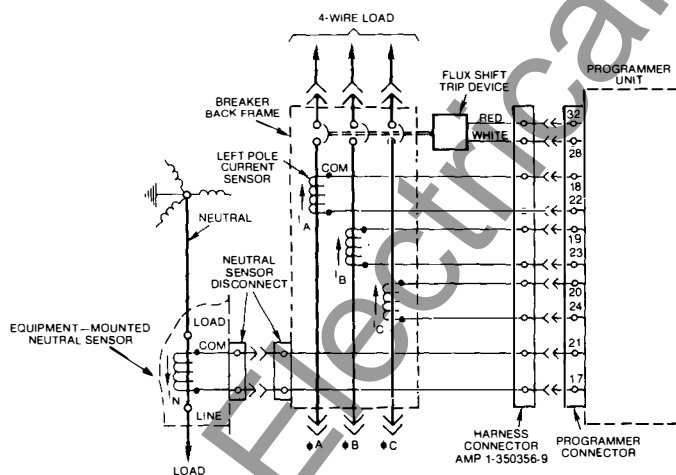 4-WIRE LOAD
FLUX SHIFT
TRIP DEVICE
PROGRAMMER
UNIT
BREAKER
BACK FRAME
RED
WHITE
32
28
LEFT POLE
CURRENT
SENSOR
COM
18
22
A
NEUTRAL
19
23
B
NEUTRAL
SENSOR
DISCONNECT
20
24
C
EQUIPMENT—MOUNTED
NEUTRAL SENSOR
LOAD
COM
21
17
N
LINE
LOAD
ϕA
ϕB
ϕC
HARNESS
CONNECTOR
AMP 1-350356-9
PROGRAMMER
CONNECTOR
Electrical